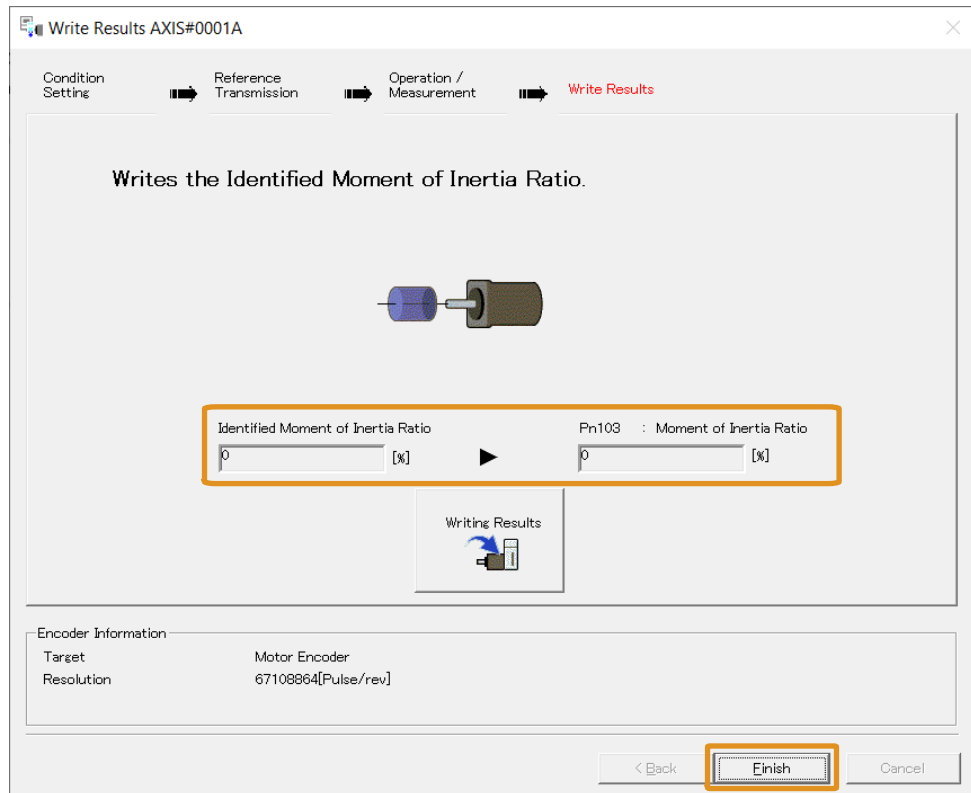 Write Results AXIS#0001A
Condition Setting
Reference Transmission
Operation / Measurement
Write Results
Writes the Identified Moment of Inertia Ratio.
Identified Moment of Inertia Ratio
0 [%]
Pn103 : Moment of Inertia Ratio
0 [%]
Writing Results
Encoder Information
Target Motor Encoder
Resolution 67108864[Pulse/rev]
< Back
Finish
Cancel